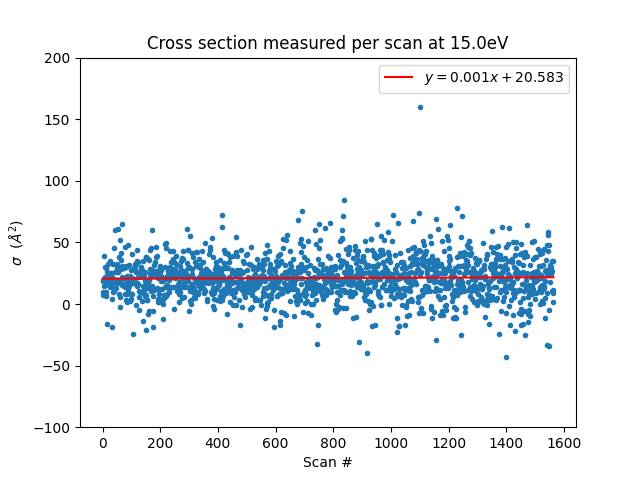 Cross section measured per scan at 15.0eV
y = 0.001x + 20.583
200
150
100
50
0
−50
−100
σ (Å²)
0 200 400 600 800 1000 1200 1400 1600
Scan #